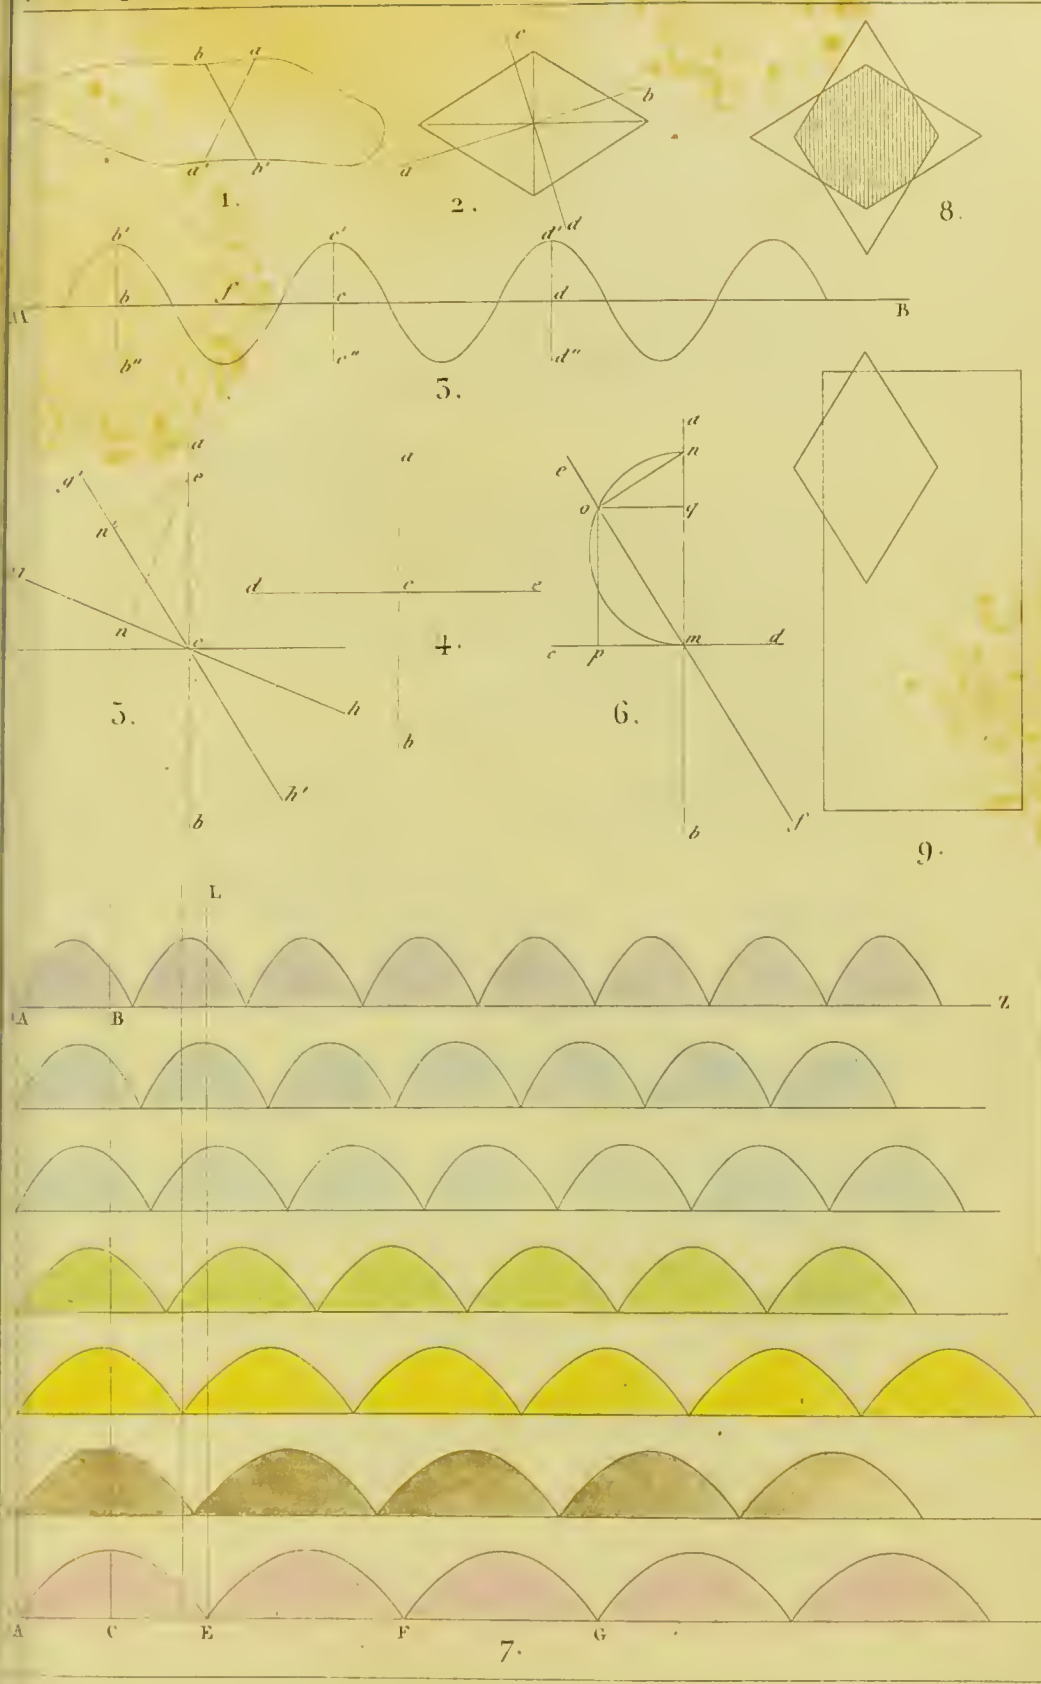 b a
a' b'
1.
c
b
a
d
2.
8.
b' c' d'
b f c d
B
b" c" d"
3.
a
e
g'
n'
n
c
h
h'
b
5.
a
d c e
b
4.
a
n
e
o q
m d
c p
f
b
6.
9.
L
A B Z
A C E F G
7.